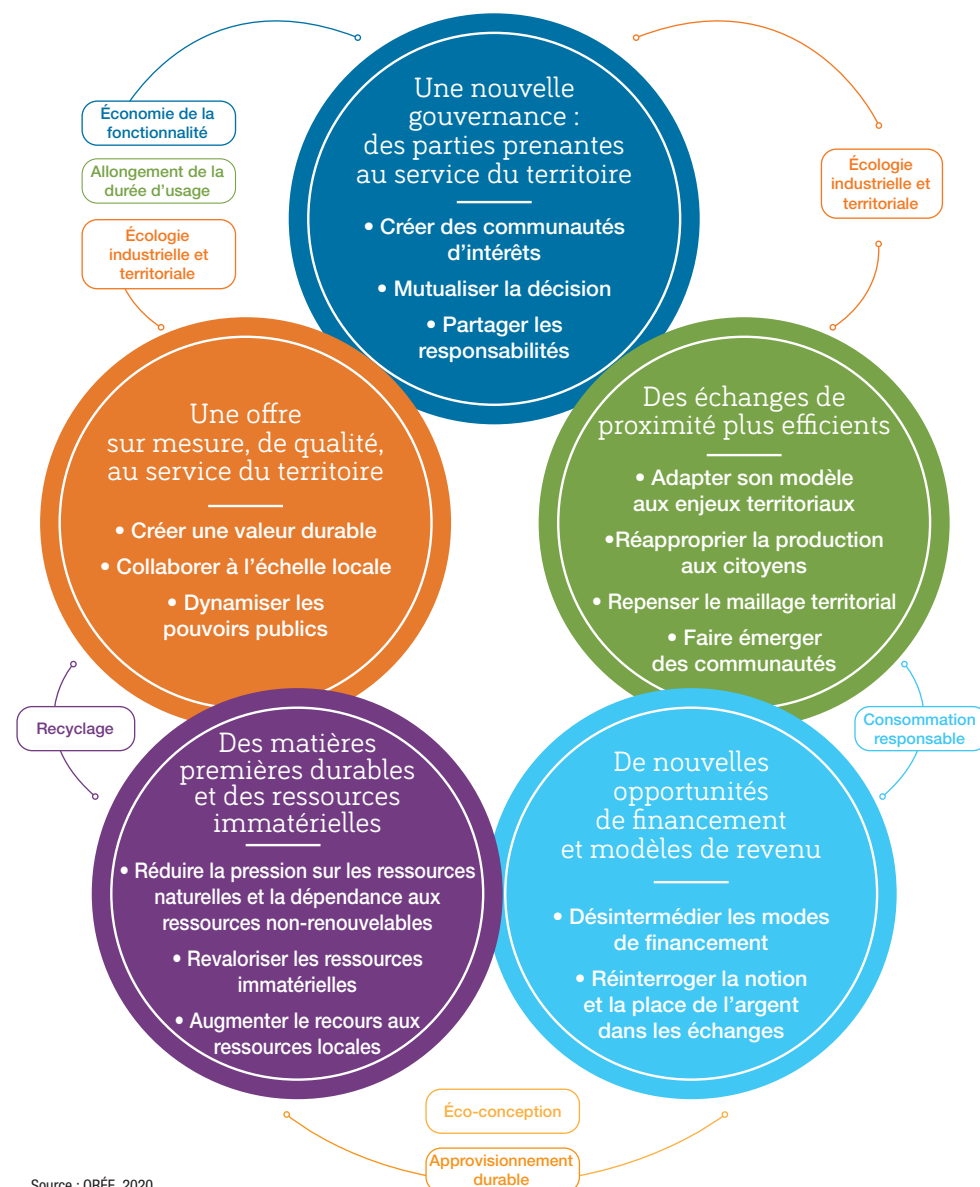 Une nouvelle
gouvernance :
des parties prenantes
au service du territoire
• Créer des communautés
d’intérêts
• Mutualiser la décision
• Partager les
responsabilités
Économie de la
fonctionnalité
Allongement de la
durée d’usage
Écologie
industrielle et
territoriale
Écologie
industrielle et
territoriale
Une offre
sur mesure, de qualité,
au service du territoire
• Créer une valeur durable
• Collaborer à l’échelle locale
• Dynamiser les
pouvoirs publics
Des échanges de
proximité plus efficients
• Adapter son modèle
aux enjeux territoriaux
•Réapproprier la production
aux citoyens
• Repenser le maillage territorial
• Faire émerger
des communautés
Recyclage
Consommation
responsable
Des matières
premières durables
et des ressources
immatérielles
• Réduire la pression sur les ressources
naturelles et la dépendance aux
ressources non-renouvelables
• Revaloriser les ressources
immatérielles
• Augmenter le recours aux
ressources locales
De nouvelles
opportunités
de financement
et modèles de revenu
• Désintermédier les modes
de financement
• Réinterroger la notion
et la place de l’argent
dans les échanges
Éco-conception
Approvisionnement
durable
Source : ORÉE, 2020